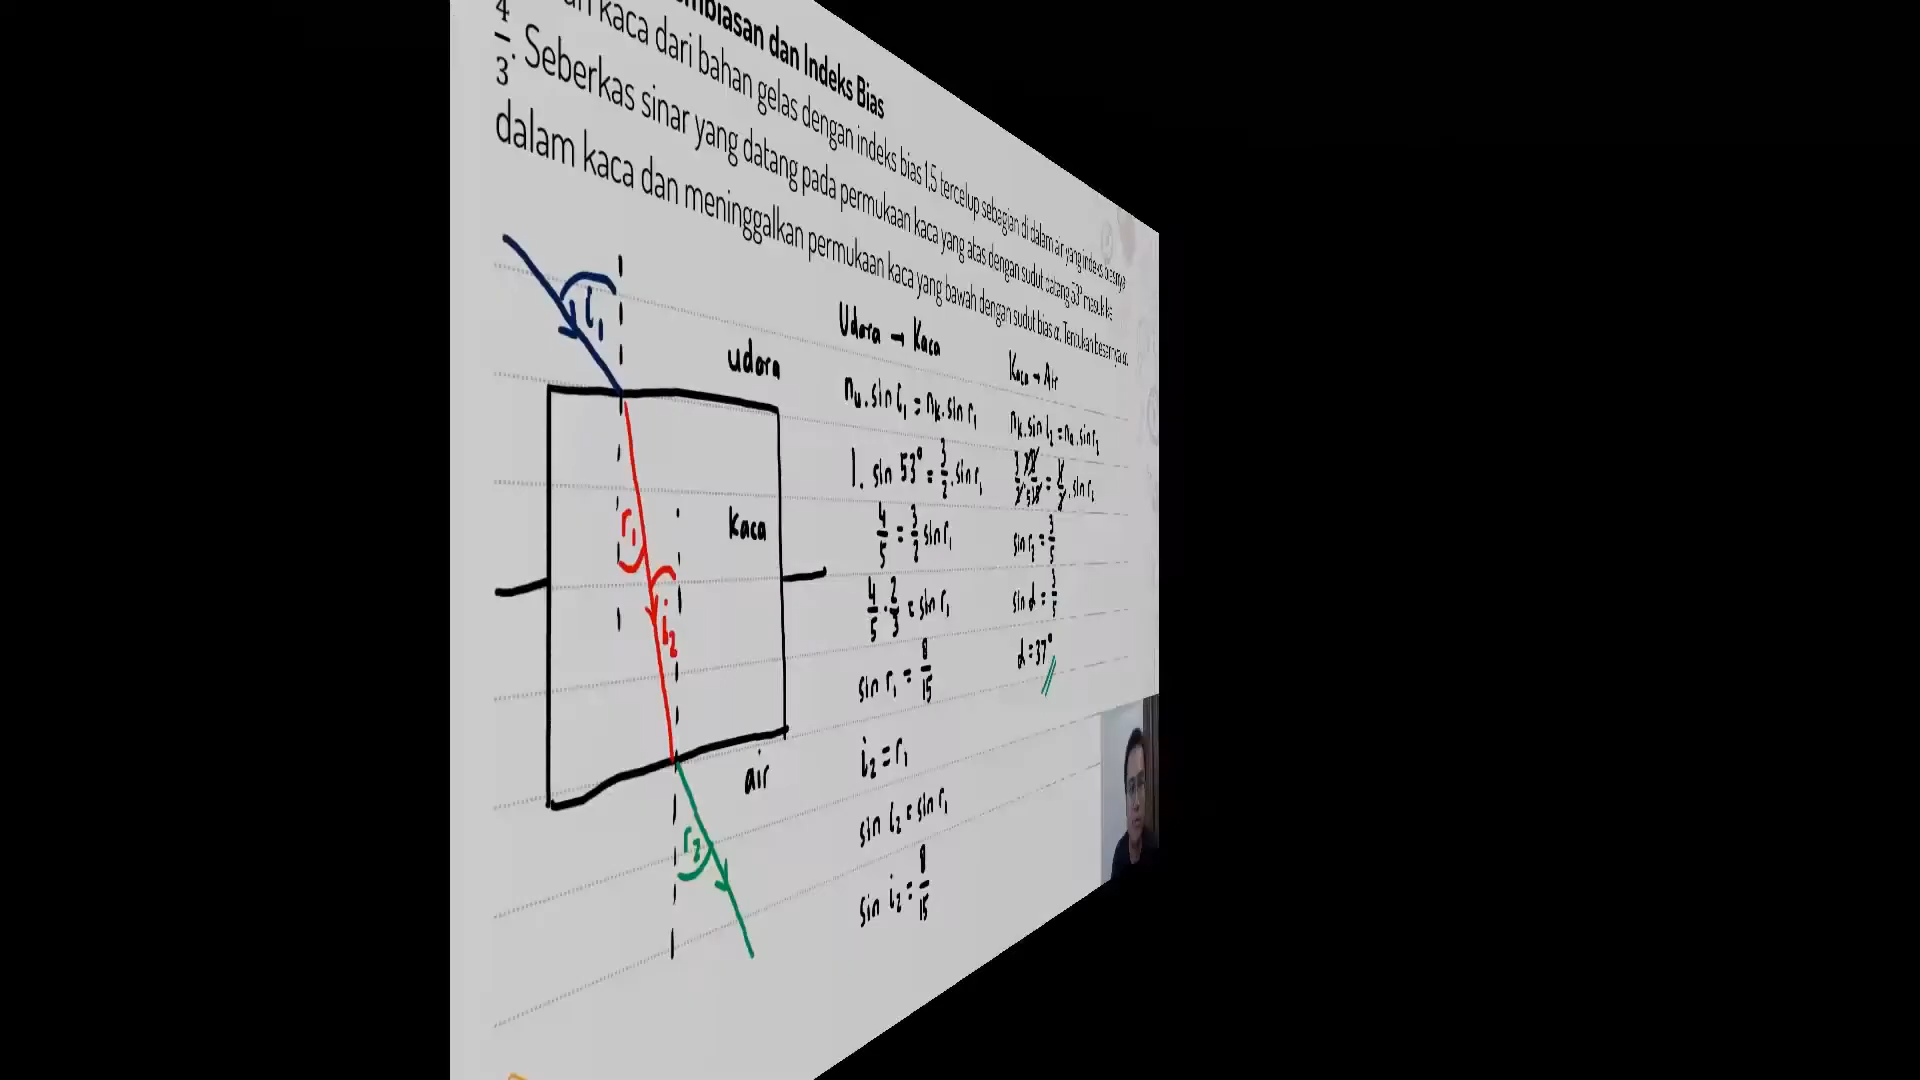 mbiasan dan Indeks Bias
kaca dari bahan gelas dengan indeks bias 1,5 tercelup sebagian di dalam air yang indeks biasnya
4/3. Seberkas sinar yang datang pada permukaan kaca yang atas dengan sudut datang 53° masuk ke
dalam kaca dan meninggalkan permukaan kaca yang bawah dengan sudut bias α. Tentukan besarnya α.
i₁
udara
kaca
r₁
i₂
air
r₂
Udara → Kaca
nᵤ . sin i₁ = nₖ . sin r₁
1 . sin 53° = 3/2 . sin r₁
4/5 = 3/2 sin r₁
4/5 . 2/3 = sin r₁
sin r₁ = 8/15
i₂ = r₁
sin i₂ = sin r₁
sin i₂ = 8/15
Kaca → Air
nₖ . sin i₂ = nₐ . sin r₂
sin r₂ = 3/5
sin α = 3/5
α = 37°